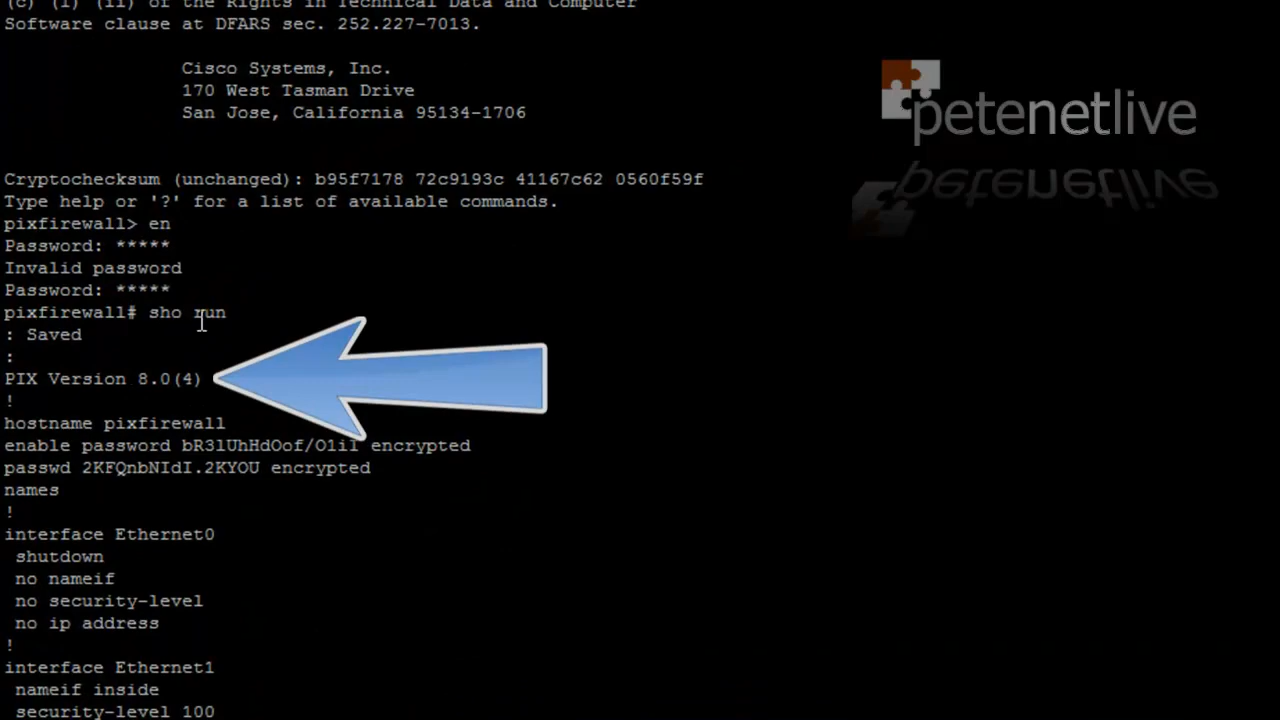 (c) (1) (ii) of the Rights in Technical Data and Computer
Software clause at DFARS sec. 252.227-7013.
Cisco Systems, Inc.
170 West Tasman Drive
San Jose, California 95134-1706
petenetlive
Cryptochecksum (unchanged): b95f7178 72c9193c 41167c62 0560f59f
Type help or '?' for a list of available commands.
pixfirewall> en
Password: *****
Invalid password
Password: *****
pixfirewall# sho run
: Saved
:
PIX Version 8.0(4)
!
hostname pixfirewall
enable password bR3lUhHdOof/O1il encrypted
passwd 2KFQnbNIdI.2KYOU encrypted
names
!
interface Ethernet0
shutdown
no nameif
no security-level
no ip address
!
interface Ethernet1
nameif inside
security-level 100